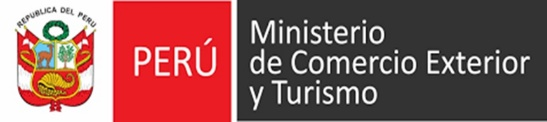 REPUBLICA DEL PERU
PERÚ
Ministerio
de Comercio Exterior
y Turismo